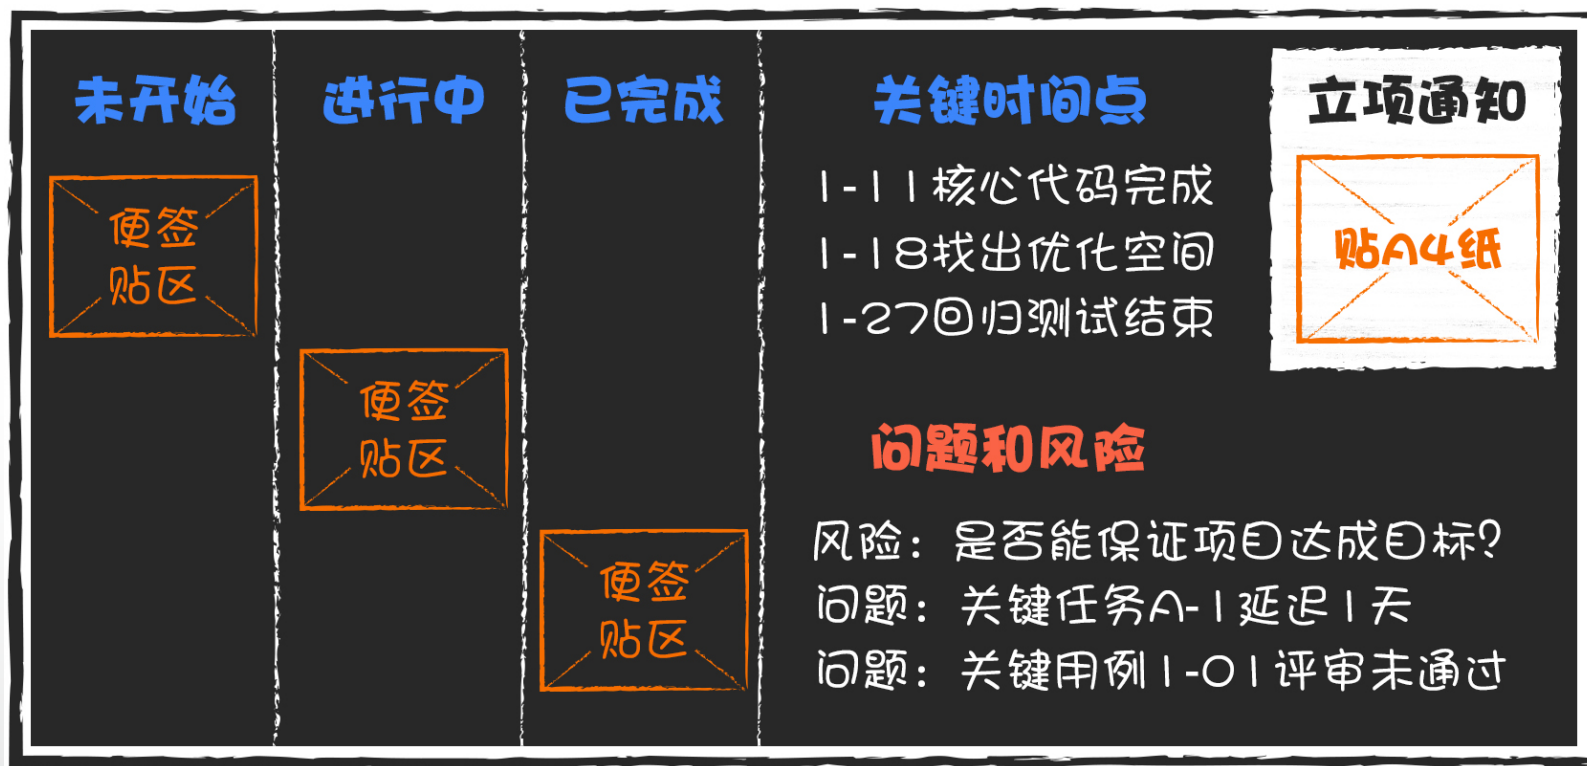 未开始
进行中
已完成
关键时间点
立项通知
便签
贴区
便签
贴区
便签
贴区
1-11核心代码完成
1-18找出优化空间
1-27回归测试结束
贴A4纸
问题和风险
风险：是否能保证项目达成目标？
问题：关键任务A-1延迟1天
问题：关键用例1-01评审未通过